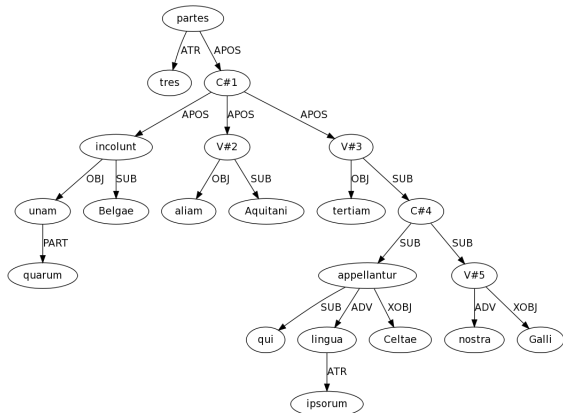 partes
ATR APOS
tres C#1
APOS APOS APOS
incolunt V#2 V#3
OBJ SUB OBJ SUB OBJ SUB
unam Belgae aliam Aquitani tertiam C#4
PART SUB SUB
quarum appellantur V#5
SUB ADV XOBJ ADV XOBJ
qui lingua Celtae nostra Galli
ATR
ipsorum